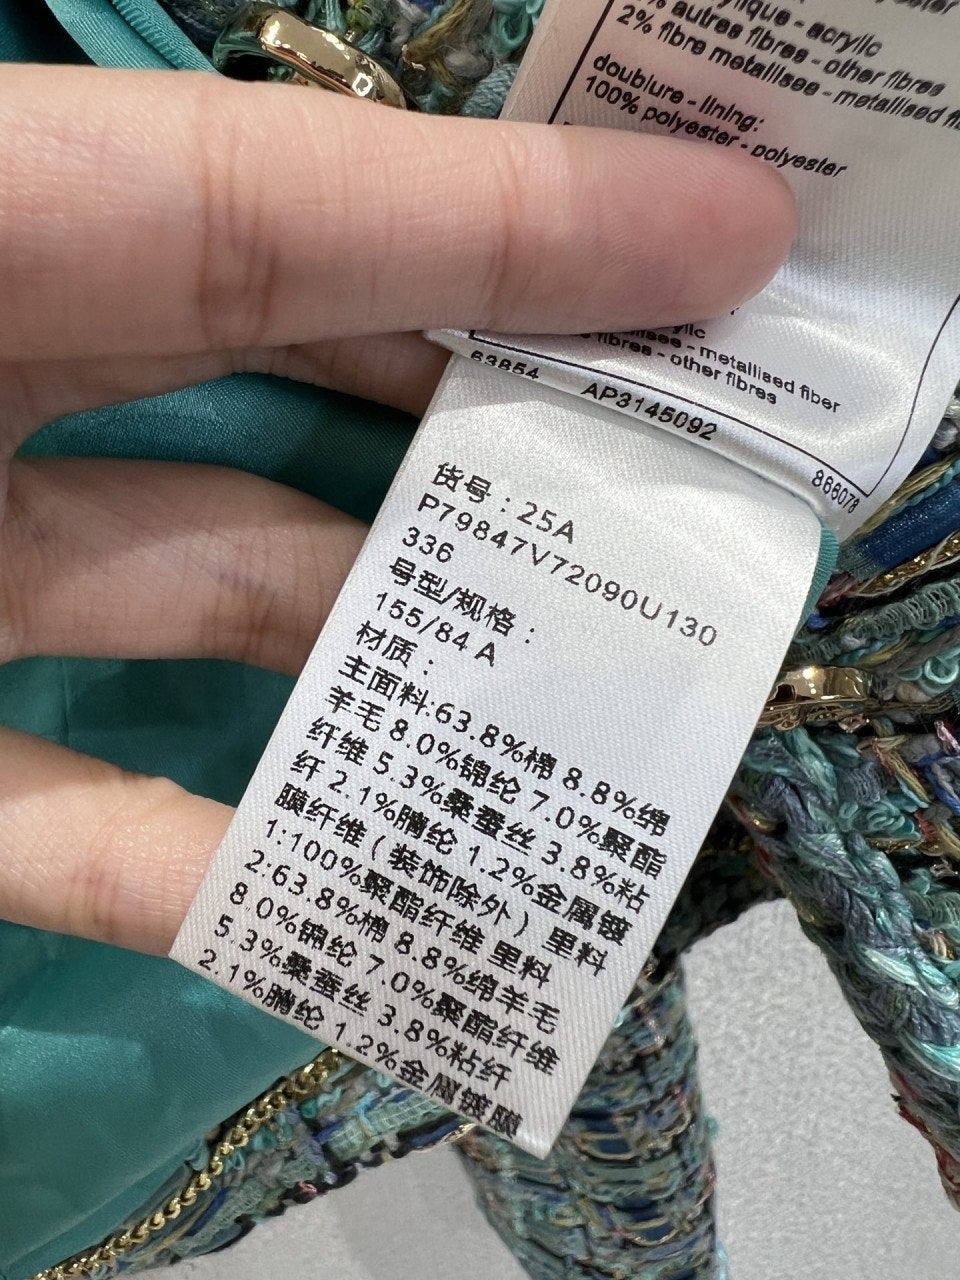 acrylique - acrylic
% autres fibres - other fibres
2% fibre metallisee - metallised
doublure - lining:
100% polyester - polyester
metallised fiber
fibres - other fibres
63854 AP3145092
866078
货号：25A
P79847V72090U130
336
号型/规格：
155/84 A
材质：
主面料:63.8%棉 8.8%绵
羊毛 8.0%锦纶 7.0%聚酯
纤维 5.3%桑蚕丝 3.8%粘
纤 2.1%腈纶 1.2%金属镀
膜纤维（装饰除外）里料
1:100%聚酯纤维 里料
2:63.8%棉 8.8%绵羊毛
8.0%锦纶 7.0%聚酯纤维
5.3%桑蚕丝 3.8%粘纤
2.1%腈纶 1.2%金属镀膜